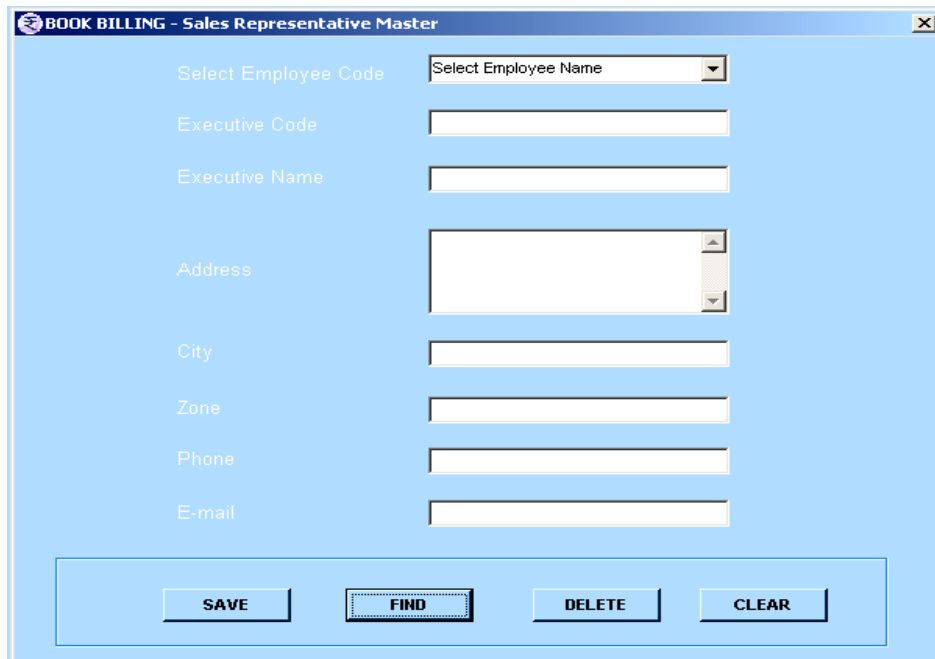 BOOK BILLING - Sales Representative Master
Select Employee Code
Select Employee Name
Executive Code
Executive Name
Address
City
Zone
Phone
E-mail
SAVE
FIND
DELETE
CLEAR